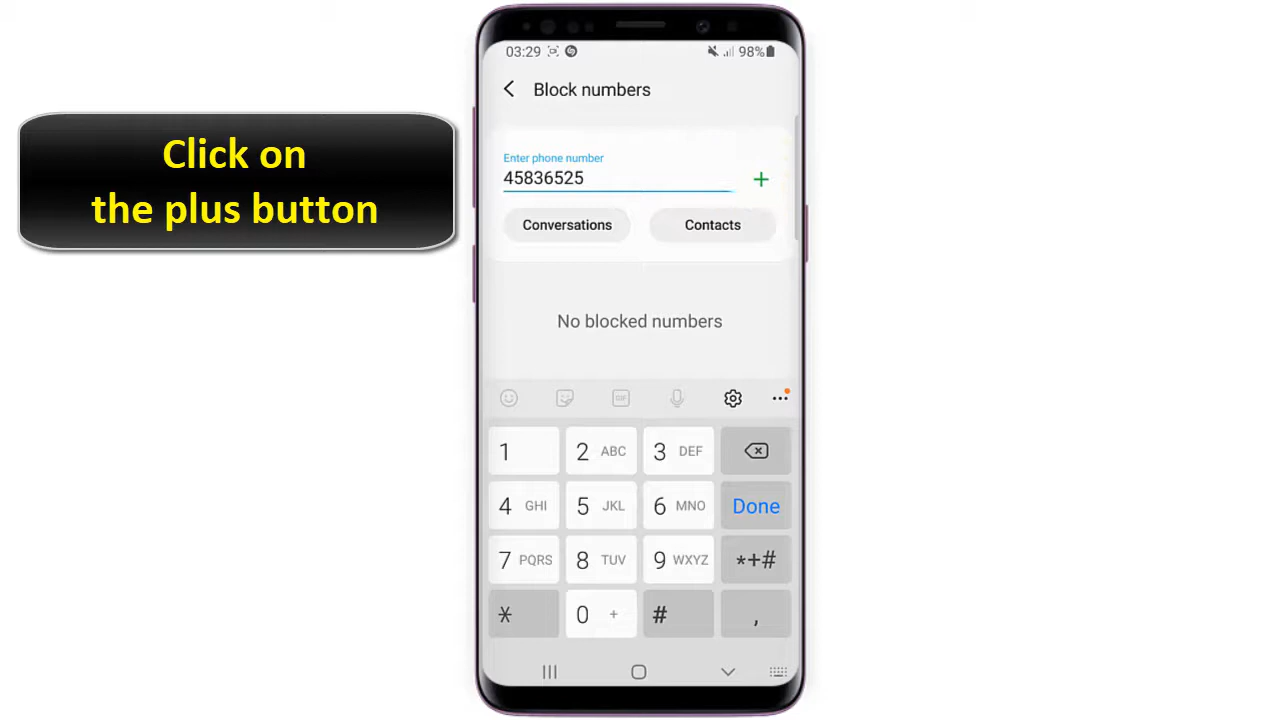 Click on
the plus button
03:29 98%
Block numbers
Enter phone number
45836525 +
Conversations Contacts
No blocked numbers
GIF
1 2 ABC 3 DEF
4 GHI 5 JKL 6 MNO Done
7 PQRS 8 TUV 9 WXYZ *+#
* 0 + # ,